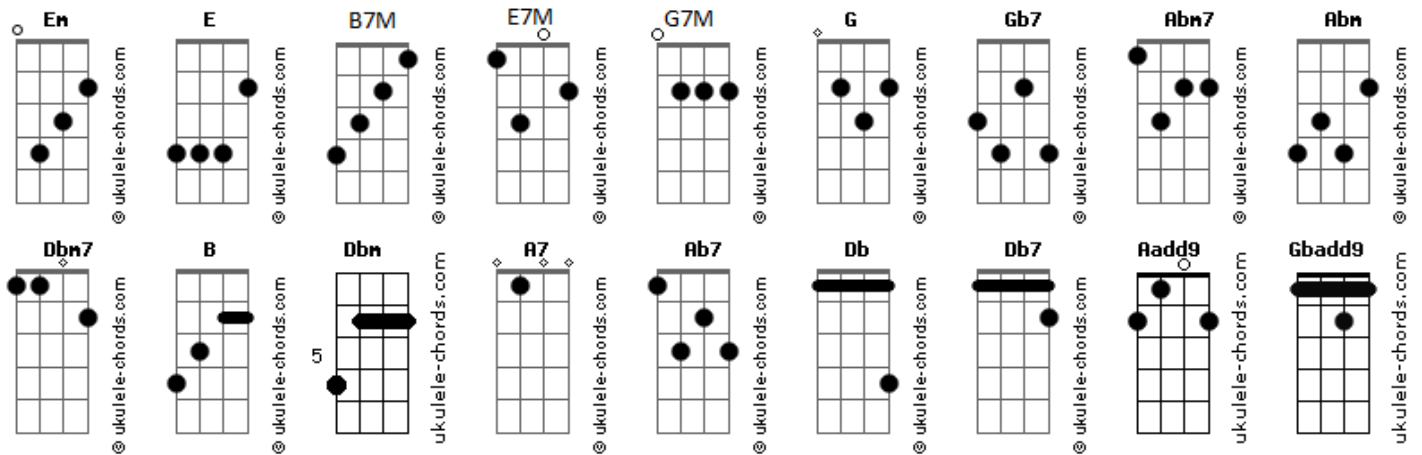 Em E B7M E7M G7M G Gb7 Abm7 Abm
© ukulele-chords.com © ukulele-chords.com © ukulele-chords.com © ukulele-chords.com © ukulele-chords.com © ukulele-chords.com © ukulele-chords.com © ukulele-chords.com © ukulele-chords.com
Dbm7 B Dbm A7 Ab7 Db Db7 Aadd9 Gbadd9
5
© ukulele-chords.com © ukulele-chords.com ukulele-chords.com © ukulele-chords.com © ukulele-chords.com © ukulele-chords.com © ukulele-chords.com ukulele-chords.com ukulele-chords.com